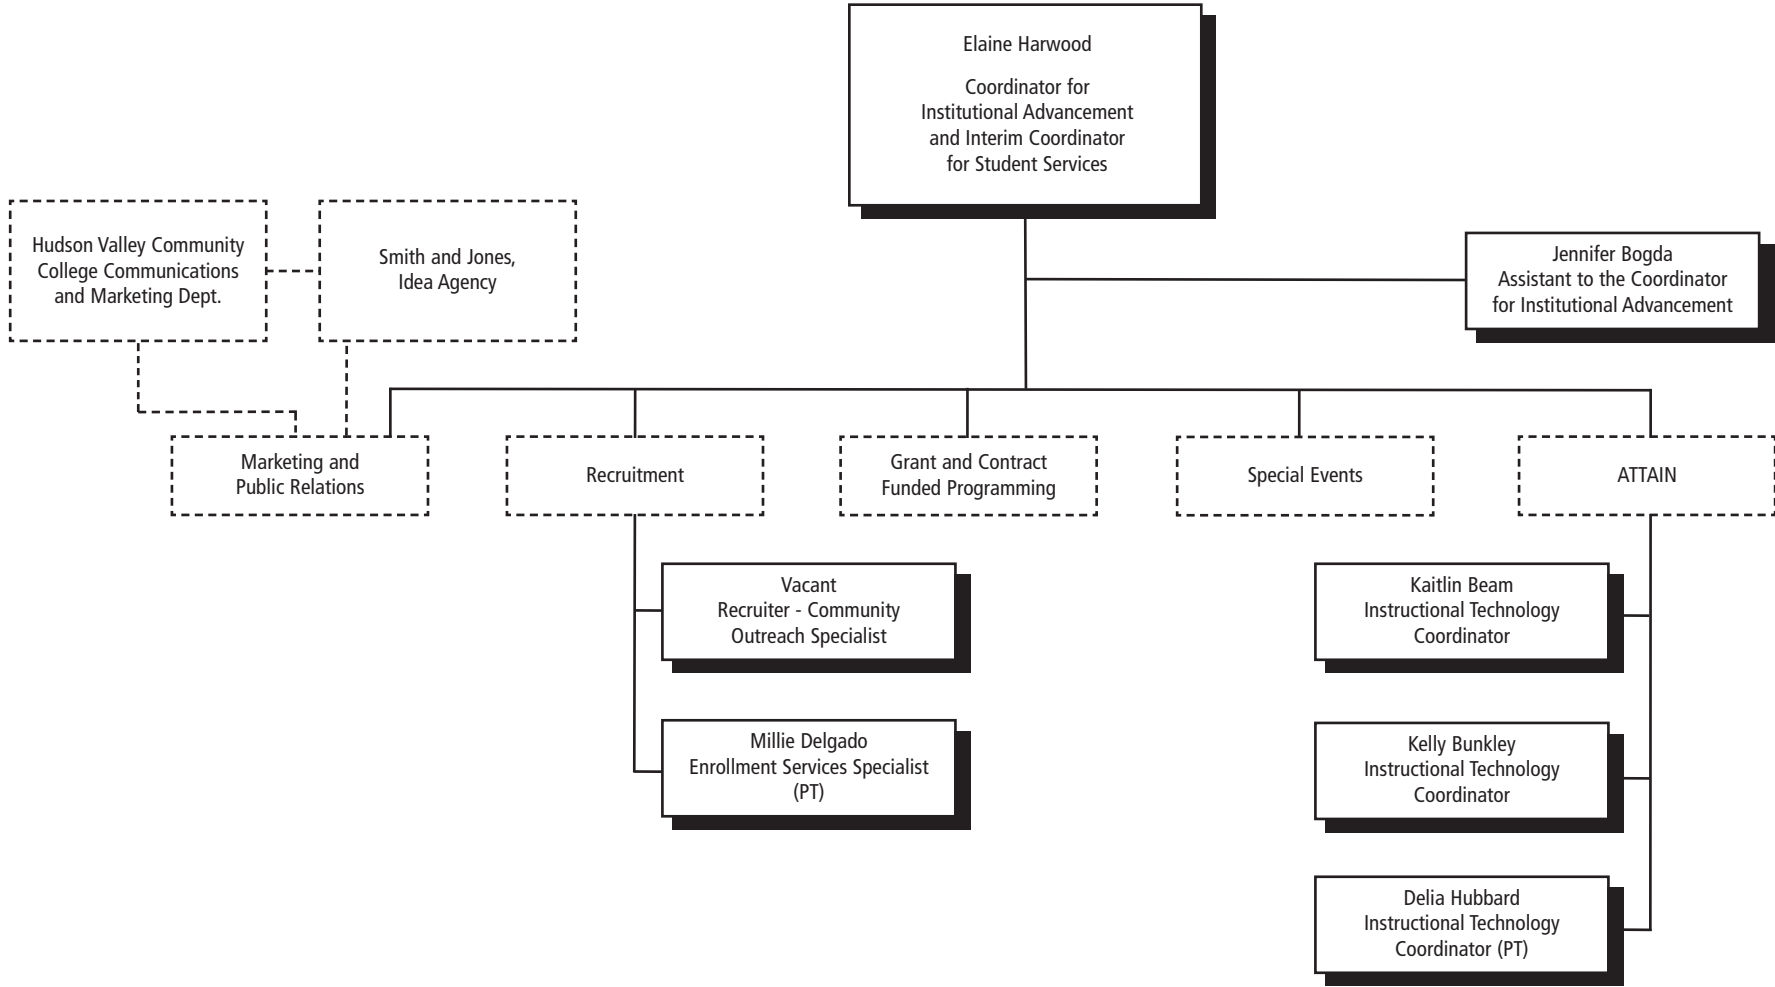 Elaine Harwood
Coordinator for
Institutional Advancement
and Interim Coordinator
for Student Services
Hudson Valley Community
College Communications
and Marketing Dept.
Smith and Jones,
Idea Agency
Jennifer Bogda
Assistant to the Coordinator
for Institutional Advancement
Marketing and
Public Relations
Recruitment
Grant and Contract
Funded Programming
Special Events
ATTAIN
Vacant
Recruiter - Community
Outreach Specialist
Millie Delgado
Enrollment Services Specialist
(PT)
Kaitlin Beam
Instructional Technology
Coordinator
Kelly Bunkley
Instructional Technology
Coordinator
Delia Hubbard
Instructional Technology
Coordinator (PT)